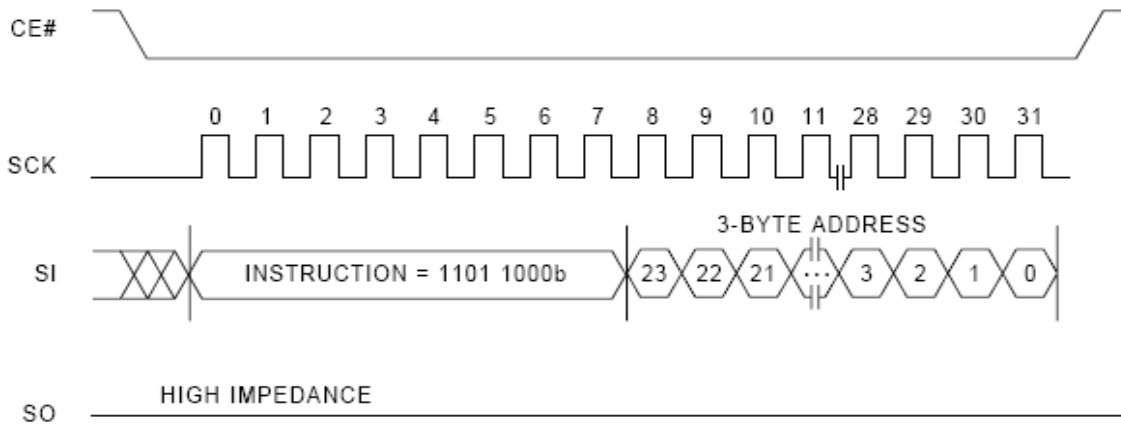 CE#
0 1 2 3 4 5 6 7 8 9 10 11 28 29 30 31
SCK
3-BYTE ADDRESS
SI INSTRUCTION = 1101 1000b 23 22 21 ... 3 2 1 0
HIGH IMPEDANCE
SO